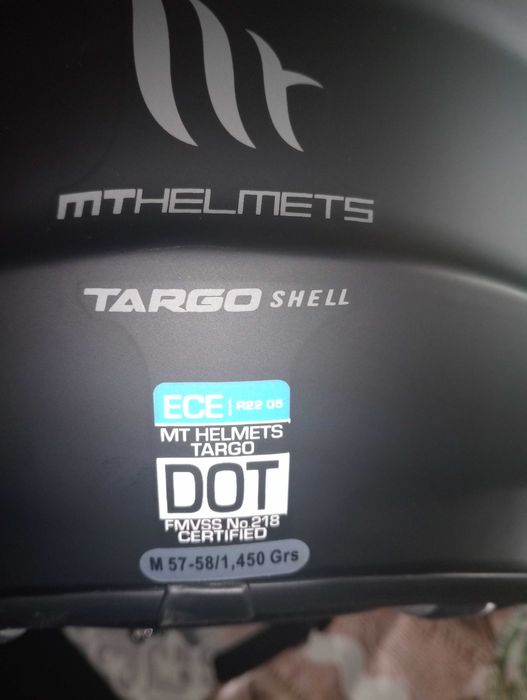 MTHELMETS
TARGO SHELL
ECE | R22 05
MT HELMETS
TARGO
DOT
FMVSS No.218
CERTIFIED
M 57-58/1,450 Grs